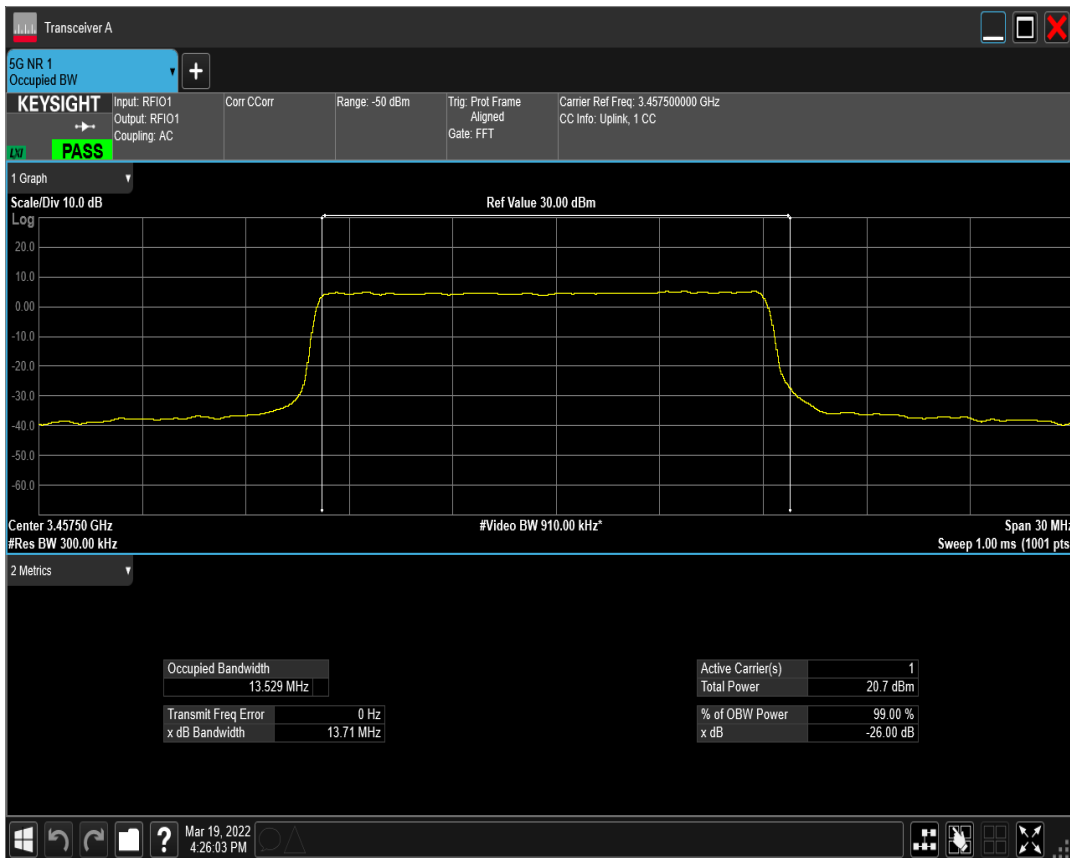 Transceiver A
5G NR 1
Occupied BW
KEYSIGHT
LXI
PASS
Input: RFIO1
Output: RFIO1
Coupling: AC
Corr CCorr
Range: -50 dBm
Trig: Prot Frame
Aligned
Gate: FFT
Carrier Ref Freq: 3.457500000 GHz
CC Info: Uplink, 1 CC
1 Graph
Scale/Div 10.0 dB
Ref Value 30.00 dBm
Log
20.0
10.0
0.00
-10.0
-20.0
-30.0
-40.0
-50.0
-60.0
Center 3.45750 GHz
#Video BW 910.00 kHz*
Span 30 MHz
#Res BW 300.00 kHz
Sweep 1.00 ms (1001 pts
2 Metrics
Occupied Bandwidth
13.529 MHz
Transmit Freq Error 0 Hz
x dB Bandwidth 13.71 MHz
Active Carrier(s) 1
Total Power 20.7 dBm
% of OBW Power 99.00 %
x dB -26.00 dB
?
Mar 19, 2022
4:26:03 PM